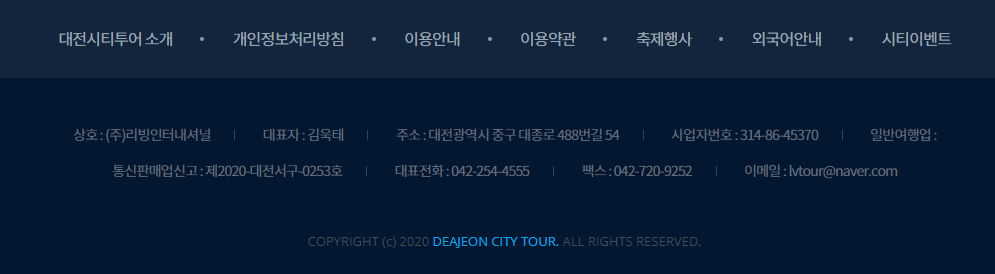 대전시티투어 소개 • 개인정보처리방침 • 이용안내 • 이용약관 • 축제행사 • 외국어안내 • 시티이벤트
상호 : (주)리빙인터내셔널 | 대표자 : 김욱태 | 주소 : 대전광역시 중구 대종로 488번길 54 | 사업자번호 : 314-86-45370 | 일반여행업 :
통신판매업신고 : 제2020-대전서구-0253호 | 대표전화 : 042-254-4555 | 팩스 : 042-720-9252 | 이메일 : lvtour@naver.com
COPYRIGHT (c) 2020 DEAJEON CITY TOUR. ALL RIGHTS RESERVED.